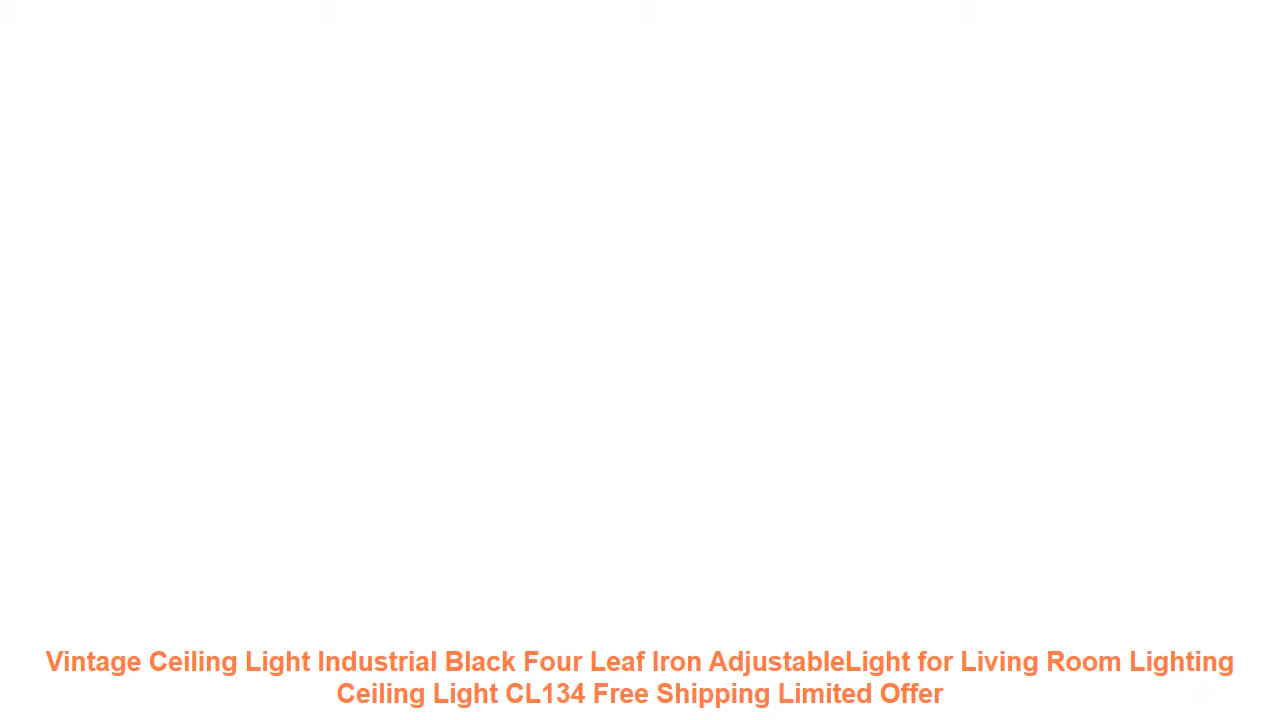 Vintage Ceiling Light Industrial Black Four Leaf Iron AdjustableLight for Living Room Lighting
Ceiling Light CL134 Free Shipping Limited Offer